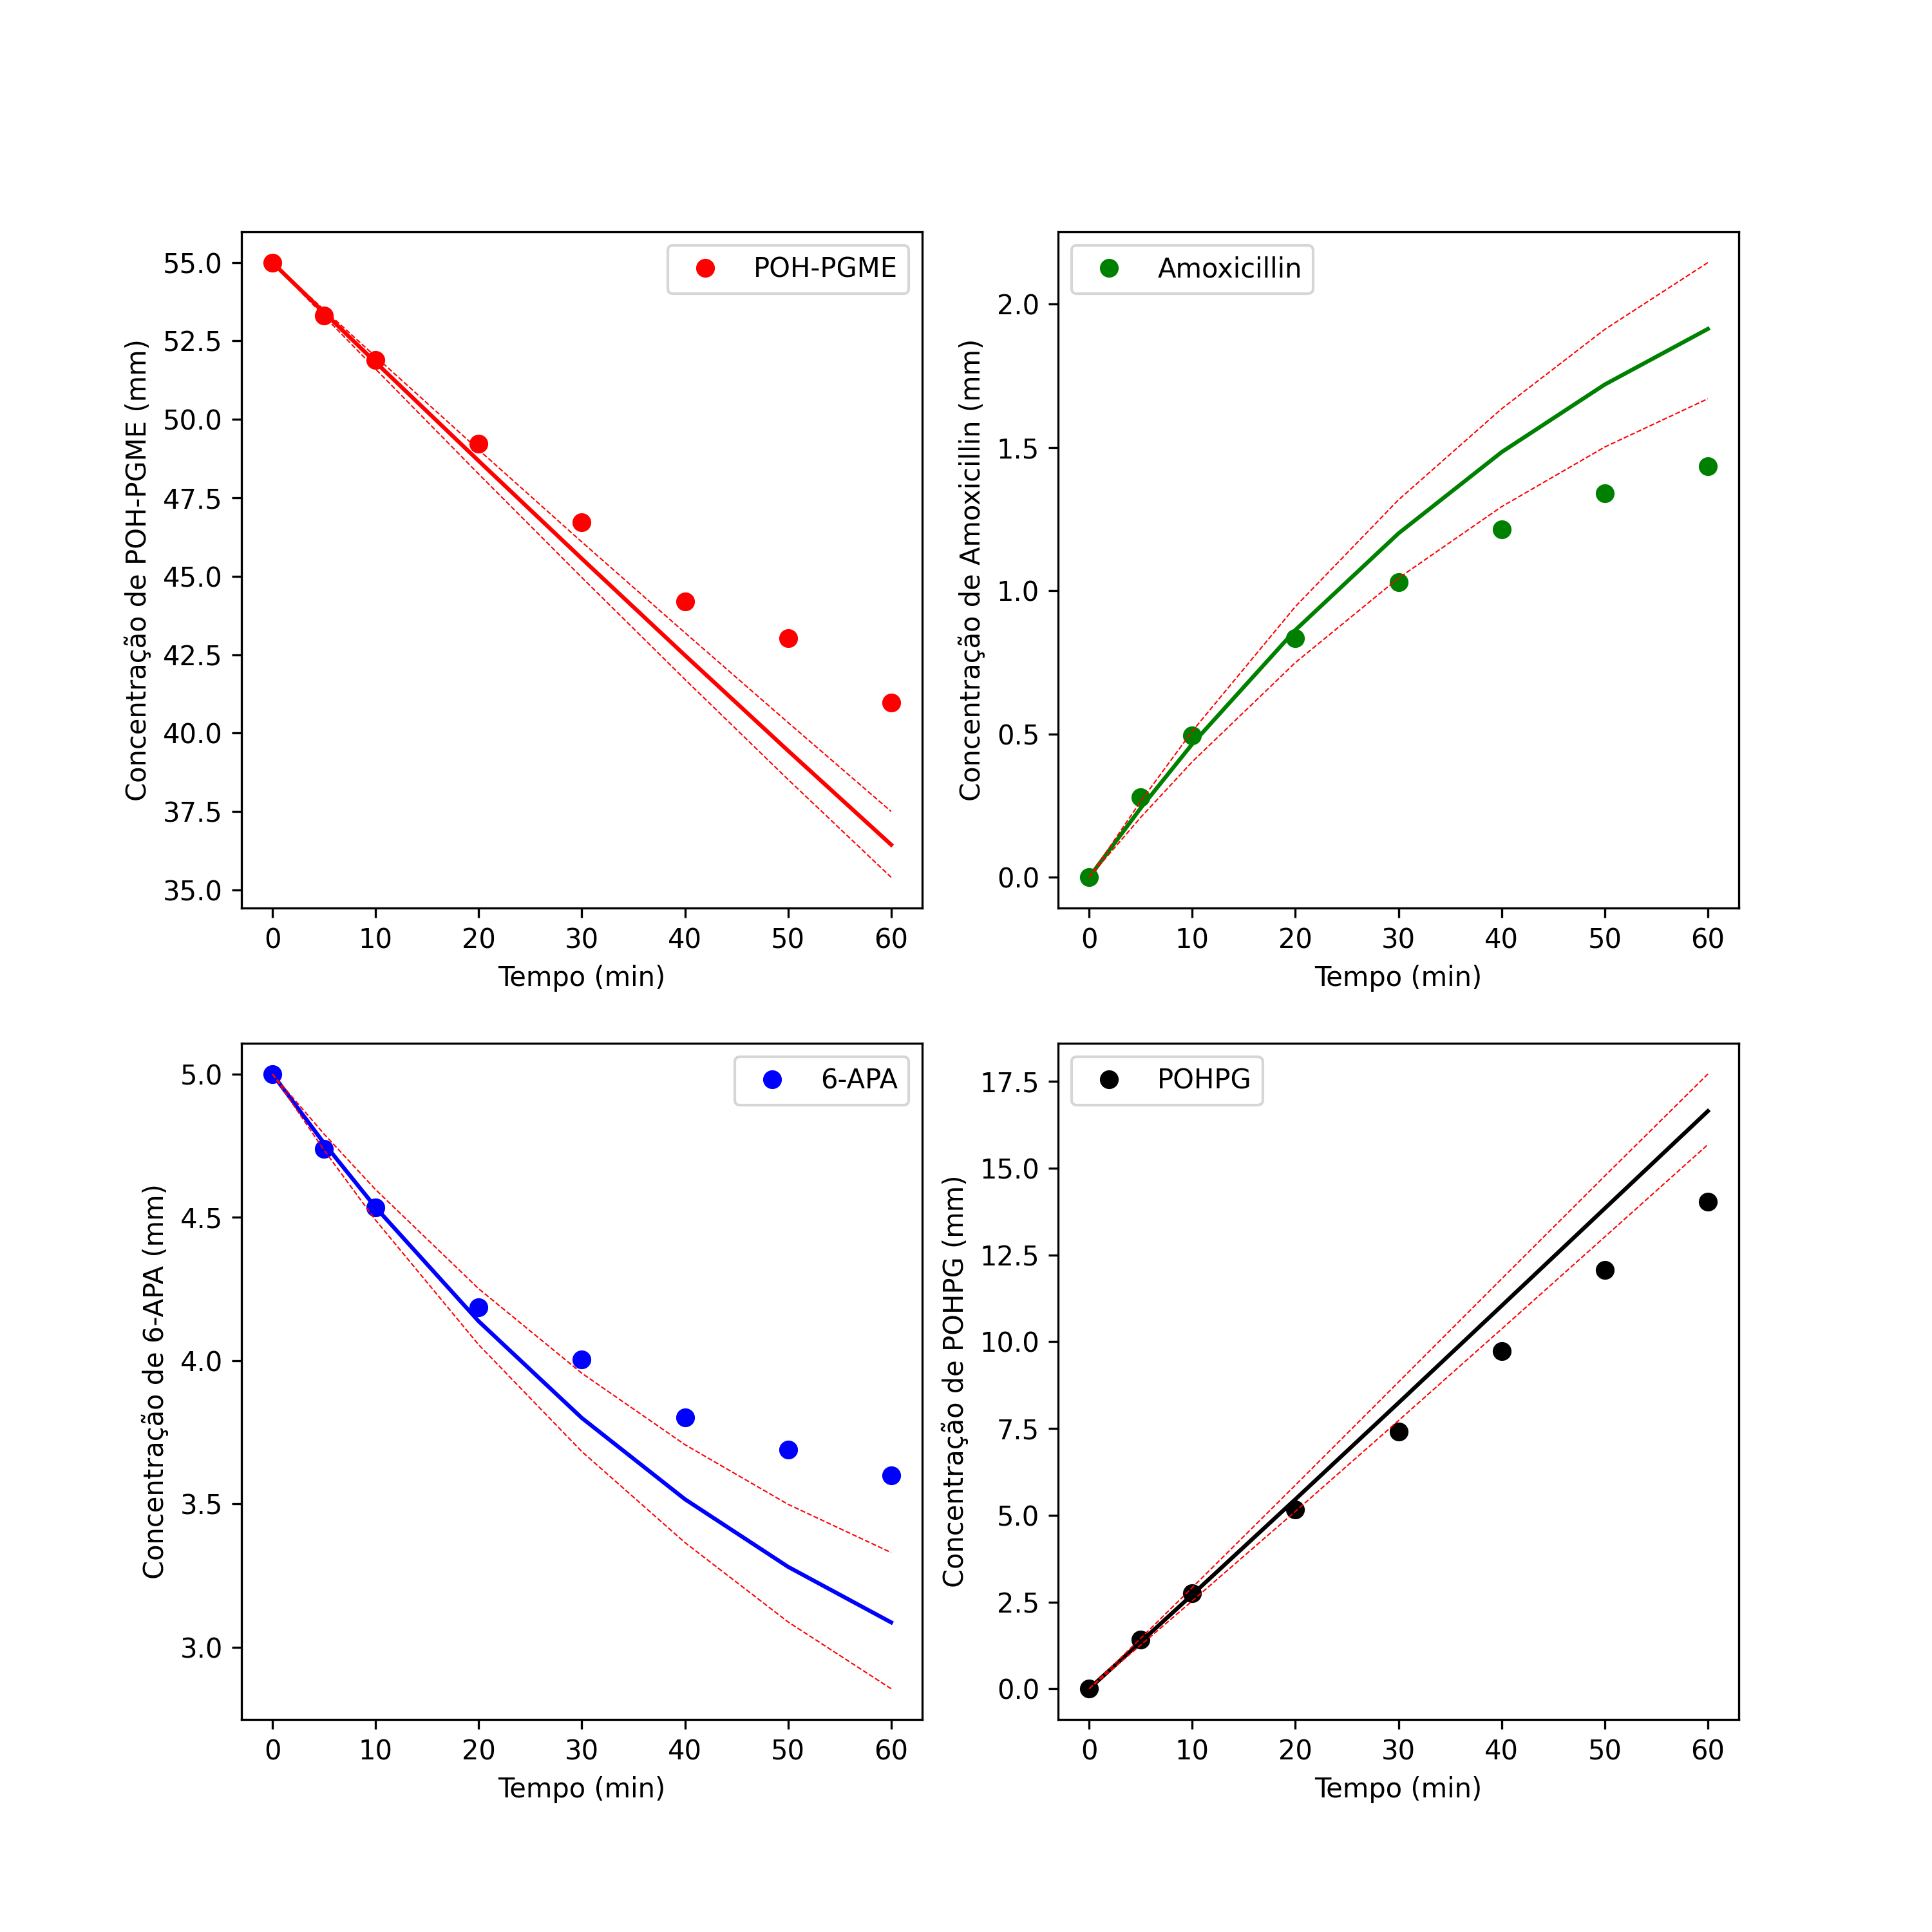 POH-PGME
55.0
52.5
50.0
47.5
45.0
42.5
40.0
37.5
35.0
Concentração de POH-PGME (mm)
0 10 20 30 40 50 60
Tempo (min)
Amoxicillin
2.0
1.5
1.0
0.5
0.0
Concentração de Amoxicillin (mm)
0 10 20 30 40 50 60
Tempo (min)
6-APA
5.0
4.5
4.0
3.5
3.0
Concentração de 6-APA (mm)
0 10 20 30 40 50 60
Tempo (min)
POHPG
17.5
15.0
12.5
10.0
7.5
5.0
2.5
0.0
Concentração de POHPG (mm)
0 10 20 30 40 50 60
Tempo (min)